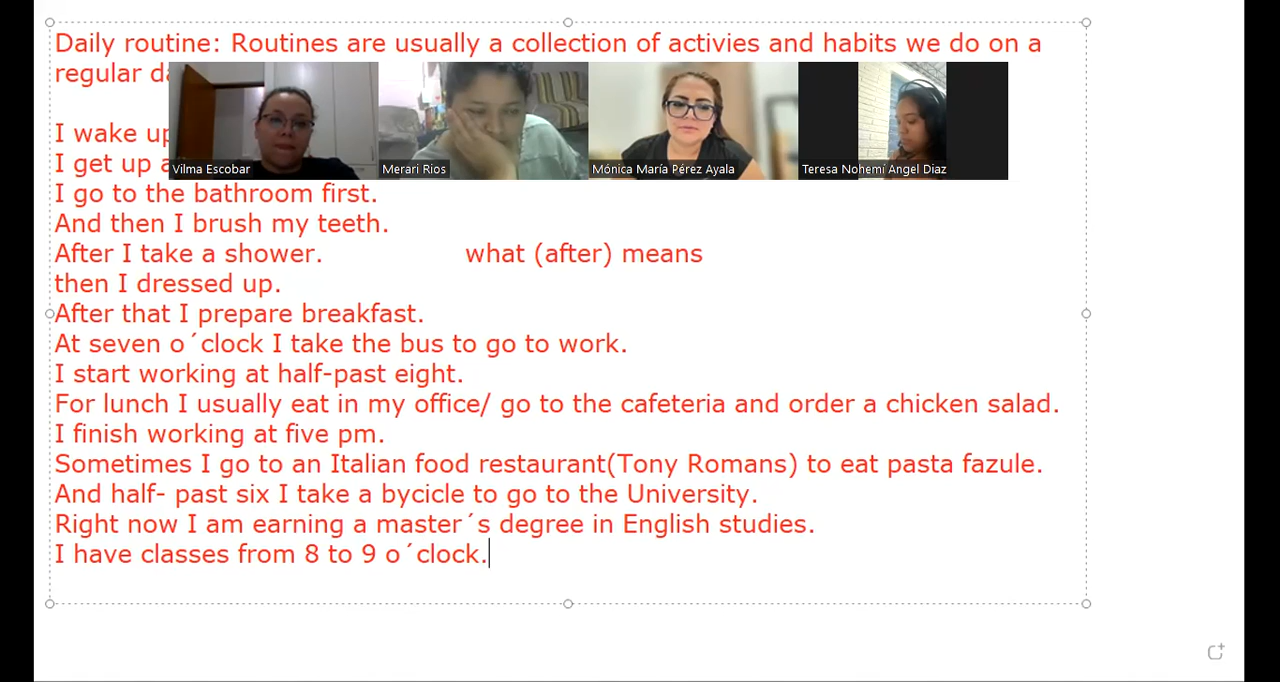 Daily routine: Routines are usually a collection of activies and habits we do on a
regular
I wake up
I get up
I go to the bathroom first.
And then I brush my teeth.
After I take a shower. what (after) means
then I dressed up.
After that I prepare breakfast.
At seven o´clock I take the bus to go to work.
I start working at half-past eight.
For lunch I usually eat in my office/ go to the cafeteria and order a chicken salad.
I finish working at five pm.
Sometimes I go to an Italian food restaurant(Tony Romans) to eat pasta fazule.
And half- past six I take a bycicle to go to the University.
Right now I am earning a master´s degree in English studies.
I have classes from 8 to 9 o´clock.
Vilma Escobar
Merari Rios
Mónica María Pérez Ayala
Teresa Nohemí Angel Diaz